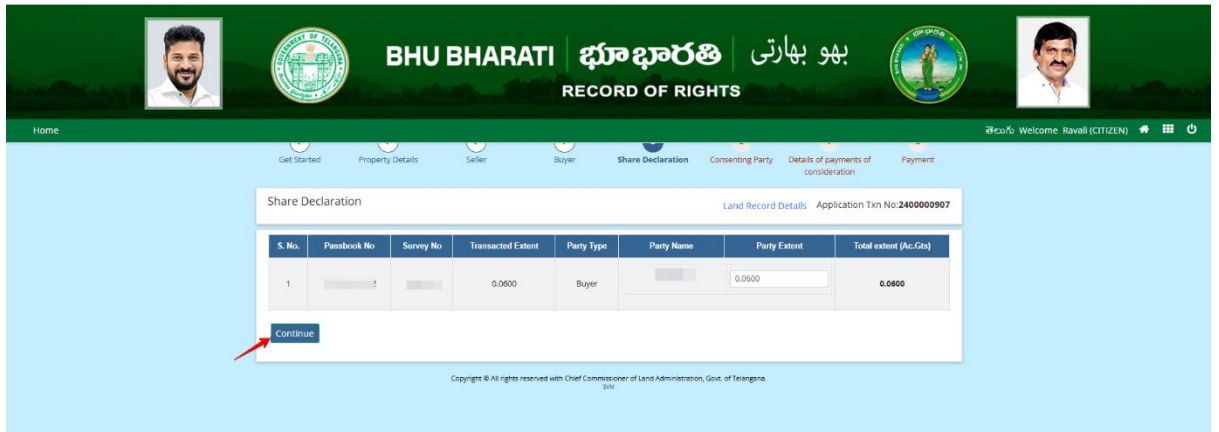 BHU BHARATI | భూ భారతి | بھو بھارتی
RECORD OF RIGHTS
Home
తెలుగు Welcome Ravali (CITIZEN)
Get Started Property Details Seller Buyer Share Declaration Consenting Party Details of payments of consideration Payment
Share Declaration Land Record Details Application Txn No:2400000907
S. No. Passbook No Survey No Transacted Extent Party Type Party Name Party Extent Total extent (Ac.Gts)
1 0.0600 Buyer 0.0600 0.0600
Continue
Copyright © All rights reserved with Chief Commissioner of Land Administration, Govt. of Telangana.